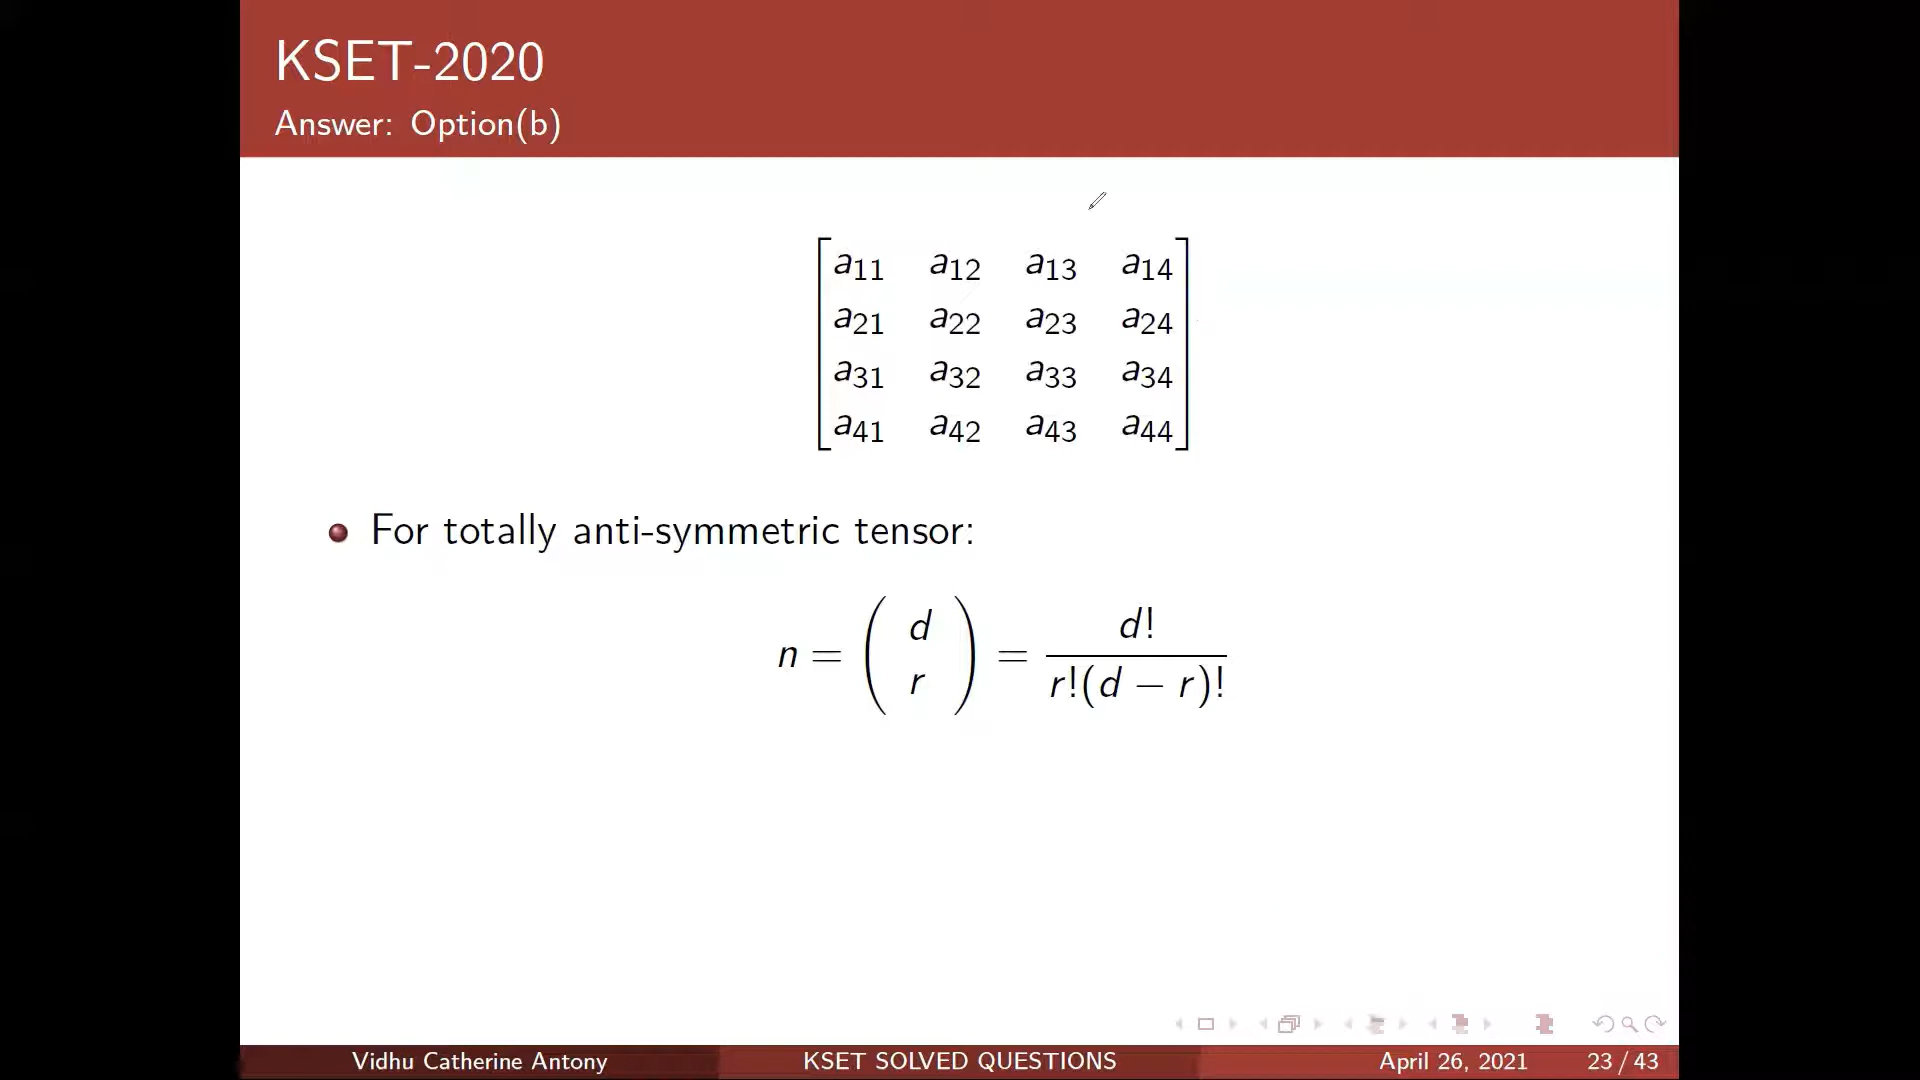 KSET-2020
Answer: Option(b)
a11 a12 a13 a14
a21 a22 a23 a24
a31 a32 a33 a34
a41 a42 a43 a44
For totally anti-symmetric tensor:
n = (d r) = d! / r!(d − r)!
Vidhu Catherine Antony KSET SOLVED QUESTIONS April 26, 2021 23 / 43